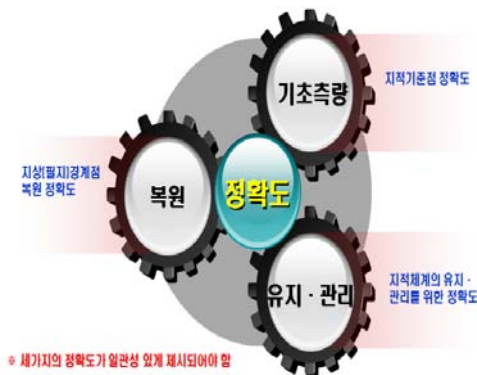 기초측량
지적기준점 정확도
지상(필지)경계점
복원 정확도
복원
정확도
유지 · 관리
지적체계의 유지 ·
관리를 위한 정확도
※ 세가지의 정확도가 일관성 있게 제시되어야 함